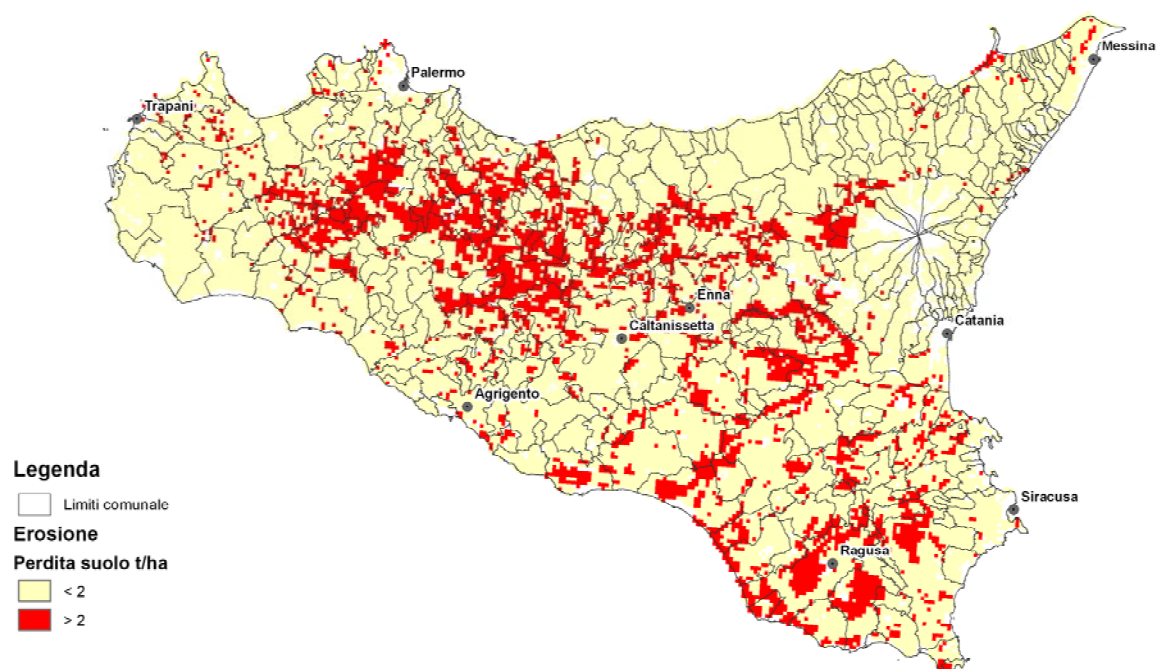 Messina
Palermo
Trapani
Enna
Catania
Caltanissetta
Agrigento
Siracusa
Ragusa
Legenda
Limiti comunale
Erosione
Perdita suolo t/ha
< 2
> 2